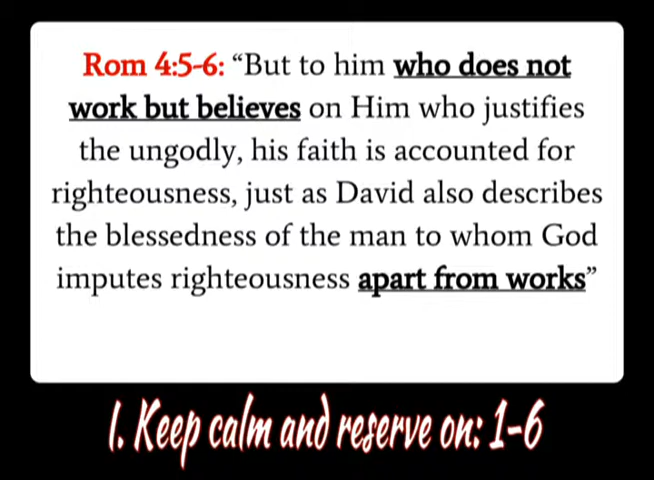 Rom 4:5-6: “But to him who does not
work but believes on Him who justifies
the ungodly, his faith is accounted for
righteousness, just as David also describes
the blessedness of the man to whom God
imputes righteousness apart from works”
1. Keep calm and reserve on: 1-6